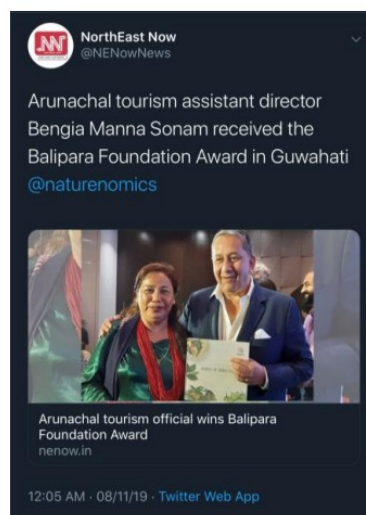 NorthEast Now
@NENowNews
Arunachal tourism assistant director
Bengia Manna Sonam received the
Balipara Foundation Award in Guwahati
@naturenomics
Arunachal tourism official wins Balipara
Foundation Award
nenow.in
12:05 AM · 08/11/19 · Twitter Web App